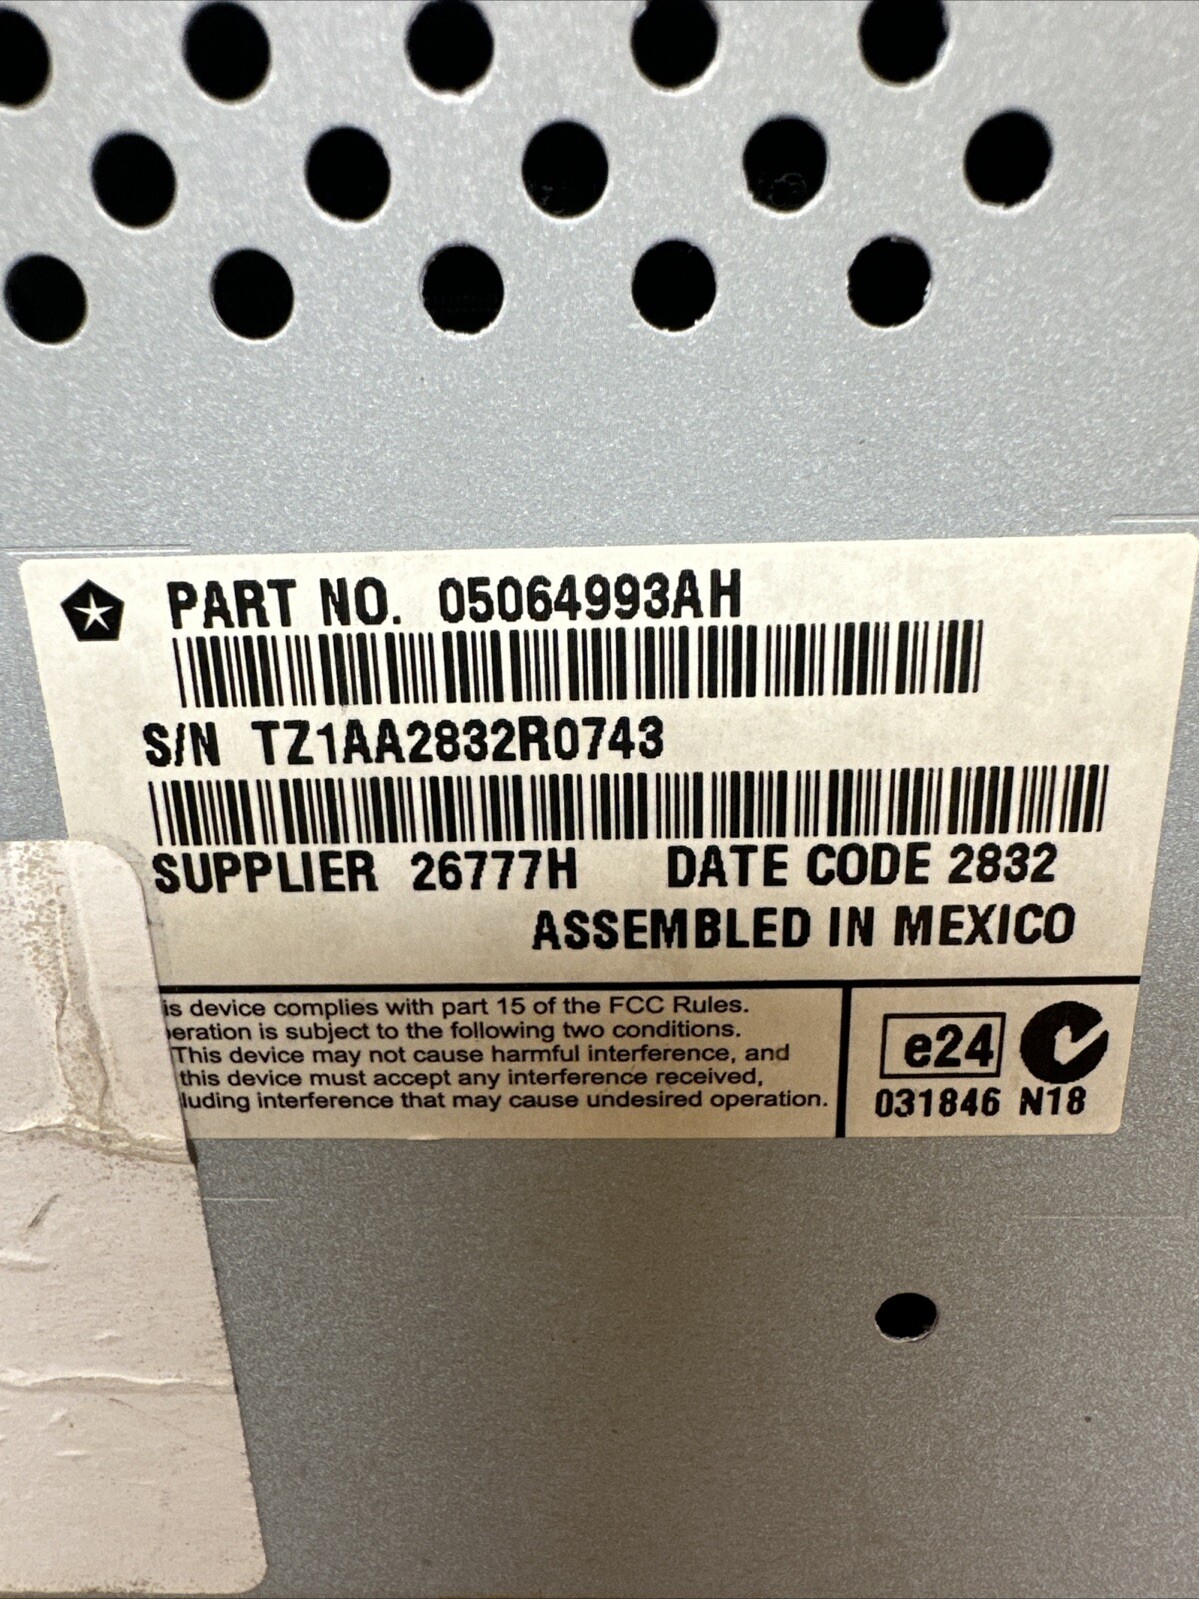 PART NO. 05064993AH
S/N TZ1AA2832R0743
SUPPLIER 26777H DATE CODE 2832
ASSEMBLED IN MEXICO
is device complies with part 15 of the FCC Rules.
eration is subject to the following two conditions.
This device may not cause harmful interference, and
this device must accept any interference received,
luding interference that may cause undesired operation.
e24
031846 N18